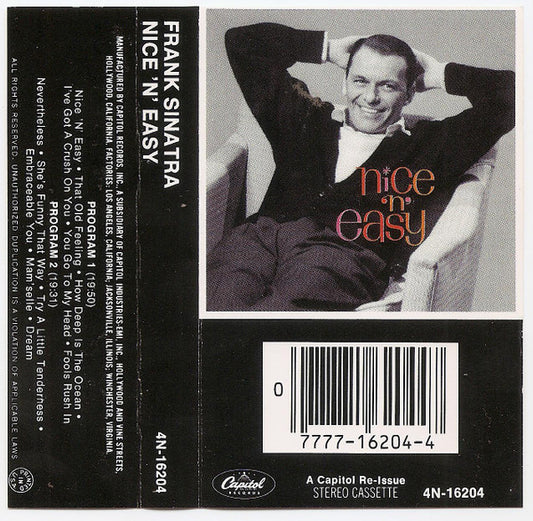 FRANK SINATRA
NICE 'N' EASY
4N-16204
MANUFACTURED BY CAPITOL RECORDS, INC., A SUBSIDIARY OF CAPITOL INDUSTRIES-EMI, INC., HOLLYWOOD AND VINE STREETS,
HOLLYWOOD, CALIFORNIA. FACTORIES: LOS ANGELES, CALIFORNIA, JACKSONVILLE, ILLINOIS, WINCHESTER, VIRGINIA.
PROGRAM 1 (19:50)
Nice 'N' Easy • That Old Feeling • How Deep Is The Ocean •
I've Got A Crush On You • You Go To My Head • Fools Rush In
PROGRAM 2 (19:31)
Nevertheless • She's Funny That Way • Try A Little Tenderness •
Embraceable You • Mam'selle • Dream
ALL RIGHTS RESERVED. UNAUTHORIZED DUPLICATION IS A VIOLATION OF APPLICABLE LAWS
PRINTED
IN
U.S.A.
nice
'n'
easy
0
7777-16204-4
Capitol
RECORDS
A Capitol Re-Issue
STEREO CASSETTE
4N-16204